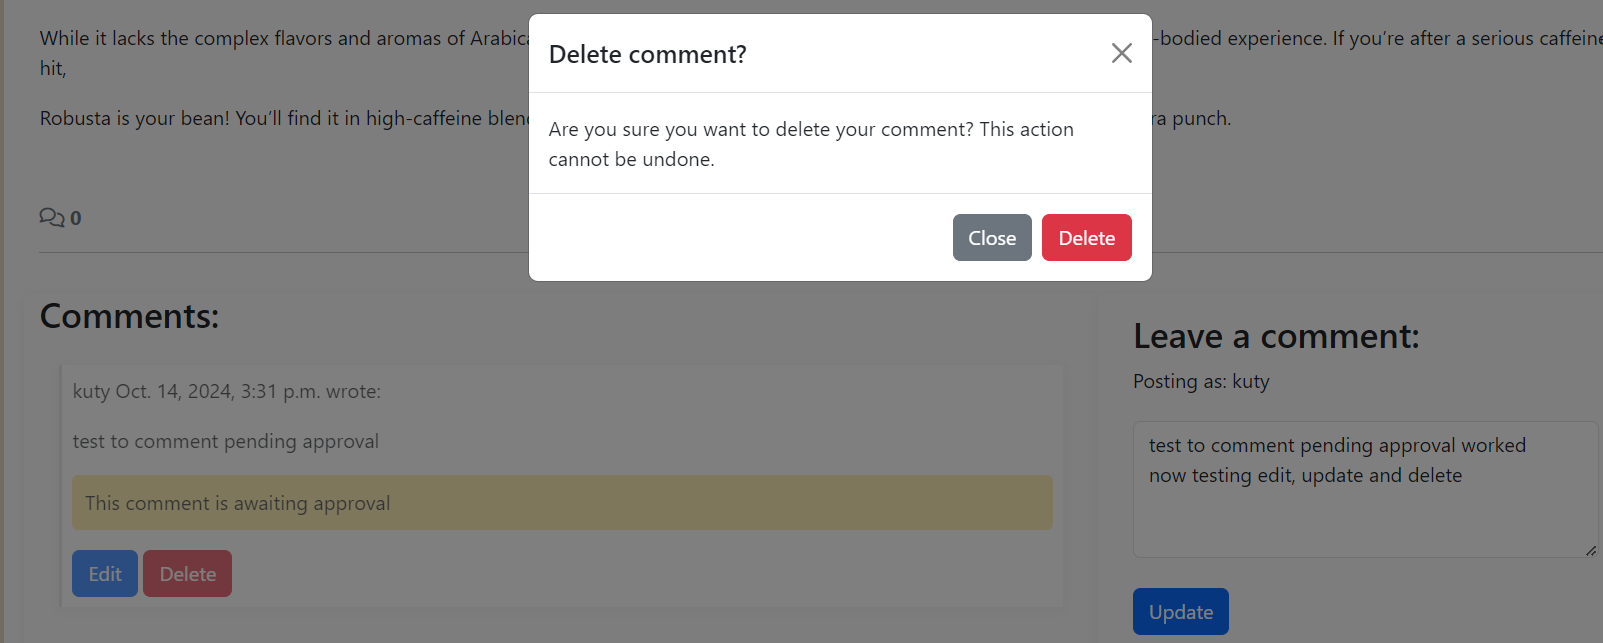 While it lacks the complex flavors and aromas of Arabica
-bodied experience. If you’re after a serious caffeine
hit,
Robusta is your bean! You’ll find it in high-caffeine blen
ra punch.
Delete comment?
Are you sure you want to delete your comment? This action
cannot be undone.
Close
Delete
0
Comments:
kuty Oct. 14, 2024, 3:31 p.m. wrote:
test to comment pending approval
This comment is awaiting approval
Edit
Delete
Leave a comment:
Posting as: kuty
test to comment pending approval worked
now testing edit, update and delete
Update